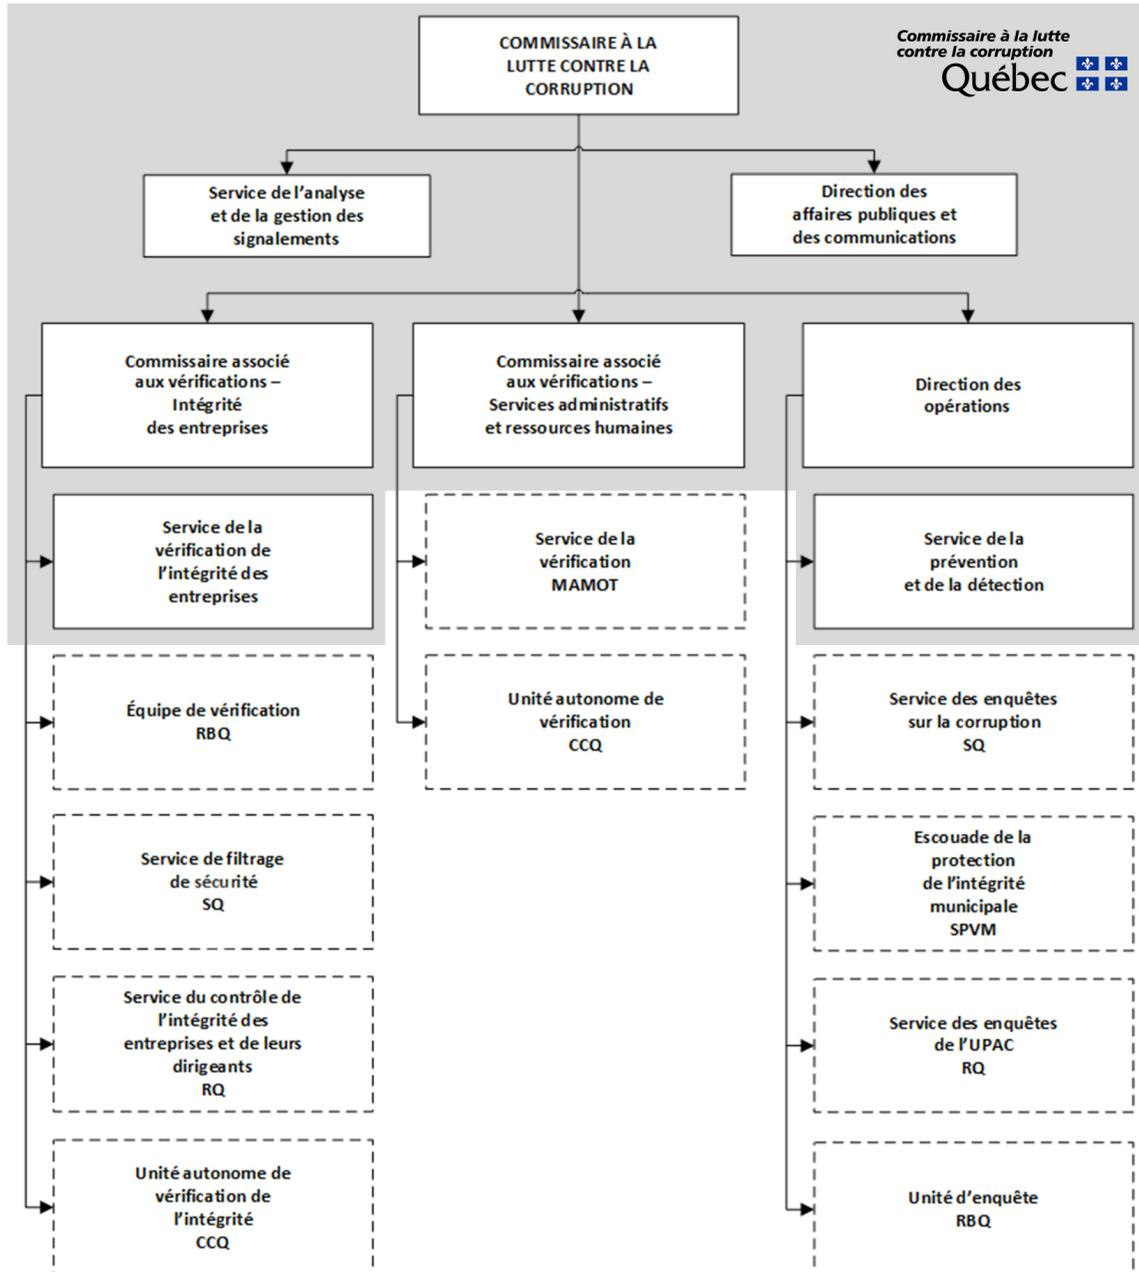 COMMISSAIRE À LA
LUTTE CONTRE LA
CORRUPTION
Commissaire à la lutte
contre la corruption
Québec
Service de l'analyse
et de la gestion des
signalements
Direction des
affaires publiques et
des communications
Commissaire associé
aux vérifications –
Intégrité
des entreprises
Commissaire associé
aux vérifications –
Services administratifs
et ressources humaines
Direction des
opérations
Service de la
vérification de
l'intégrité des
entreprises
Service de la
vérification
MAMOT
Service de la
prévention
et de la détection
Équipe de vérification
RBQ
Unité autonome de
vérification
CCQ
Service des enquêtes
sur la corruption
SQ
Service de filtrage
de sécurité
SQ
Escouade de la
protection
de l'intégrité
municipale
SPVM
Service du contrôle de
l'intégrité des
entreprises et de leurs
dirigeants
RQ
Service des enquêtes
de l'UPAC
RQ
Unité autonome de
vérification de
l'intégrité
CCQ
Unité d'enquête
RBQ